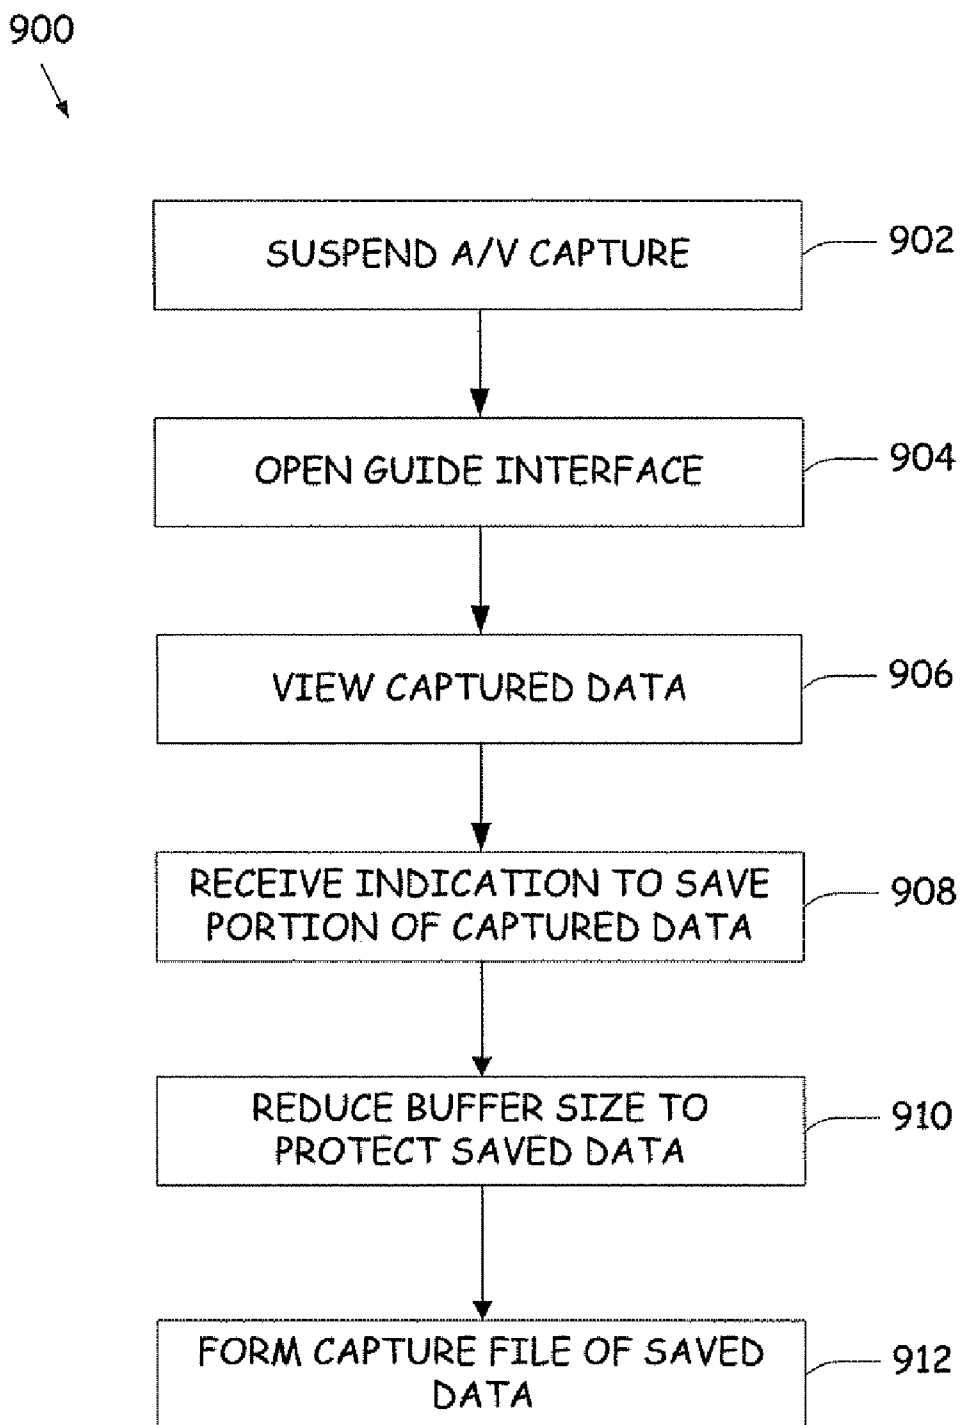 900
SUSPEND A/V CAPTURE
902
OPEN GUIDE INTERFACE
904
VIEW CAPTURED DATA
906
RECEIVE INDICATION TO SAVE
PORTION OF CAPTURED DATA
908
REDUCE BUFFER SIZE TO
PROTECT SAVED DATA
910
FORM CAPTURE FILE OF SAVED
DATA
912